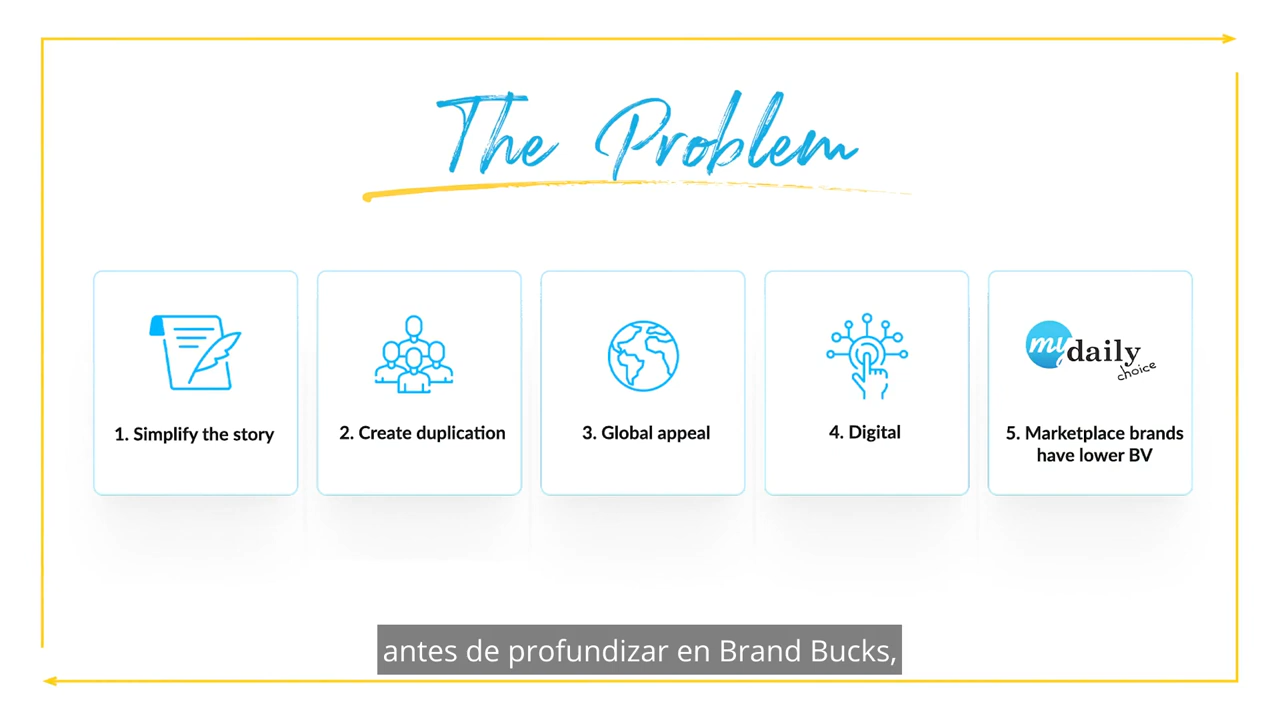 The Problem
1. Simplify the story
2. Create duplication
3. Global appeal
4. Digital
my daily
choice
5. Marketplace brands
have lower BV
antes de profundizar en Brand Bucks,